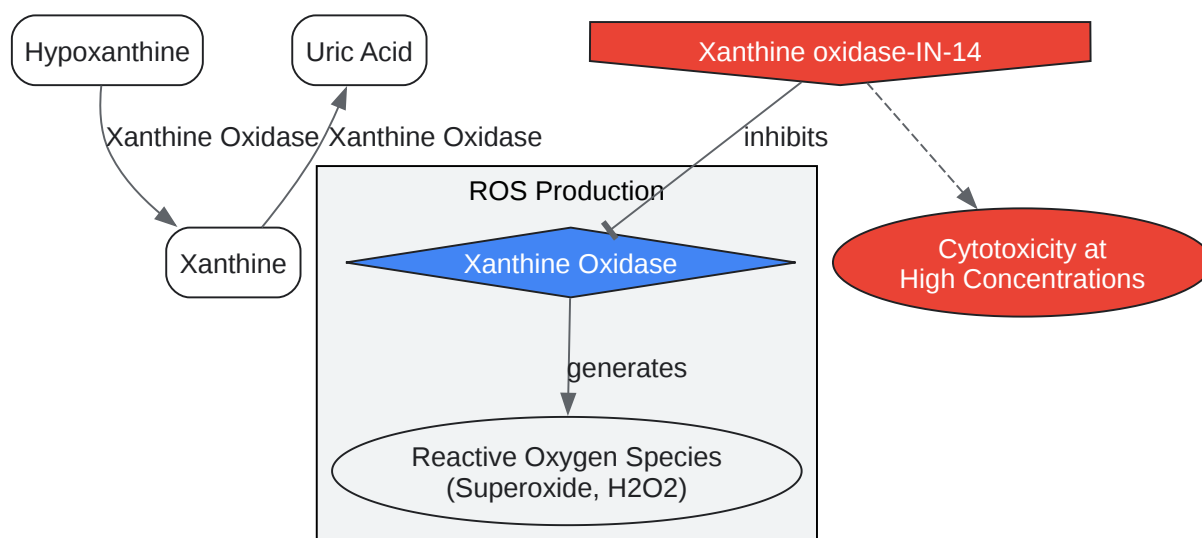 Hypoxanthine
Uric Acid
Xanthine oxidase-IN-14
Xanthine Oxidase
Xanthine Oxidase
inhibits
ROS Production
Xanthine
Xanthine Oxidase
Cytotoxicity at
High Concentrations
generates
Reactive Oxygen Species
(Superoxide, H2O2)